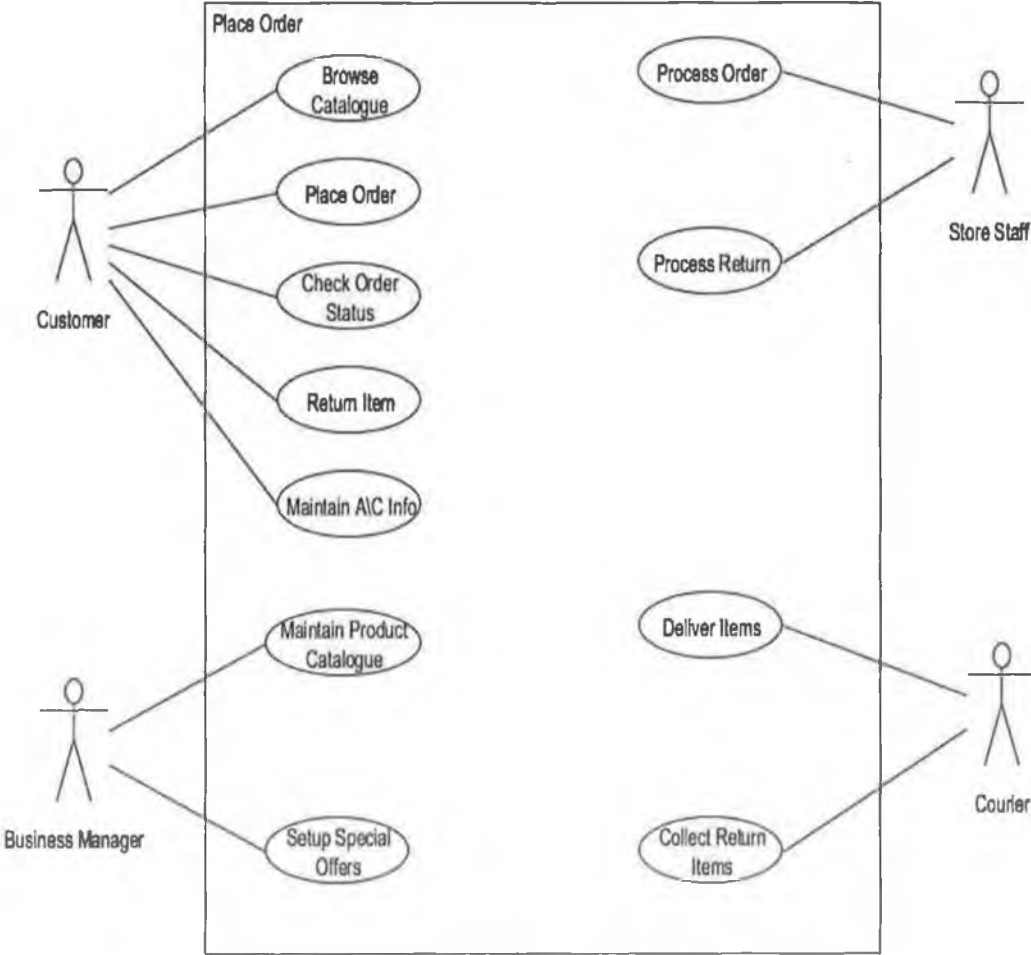 Place Order
Browse
Catalogue
Place Order
Check Order
Status
Customer
Return Item
Maintain A\C Info
Maintain Product
Catalogue
Business Manager
Setup Special
Offers
Process Order
Store Staff
Process Return
Deliver Items
Courier
Collect Return
Items